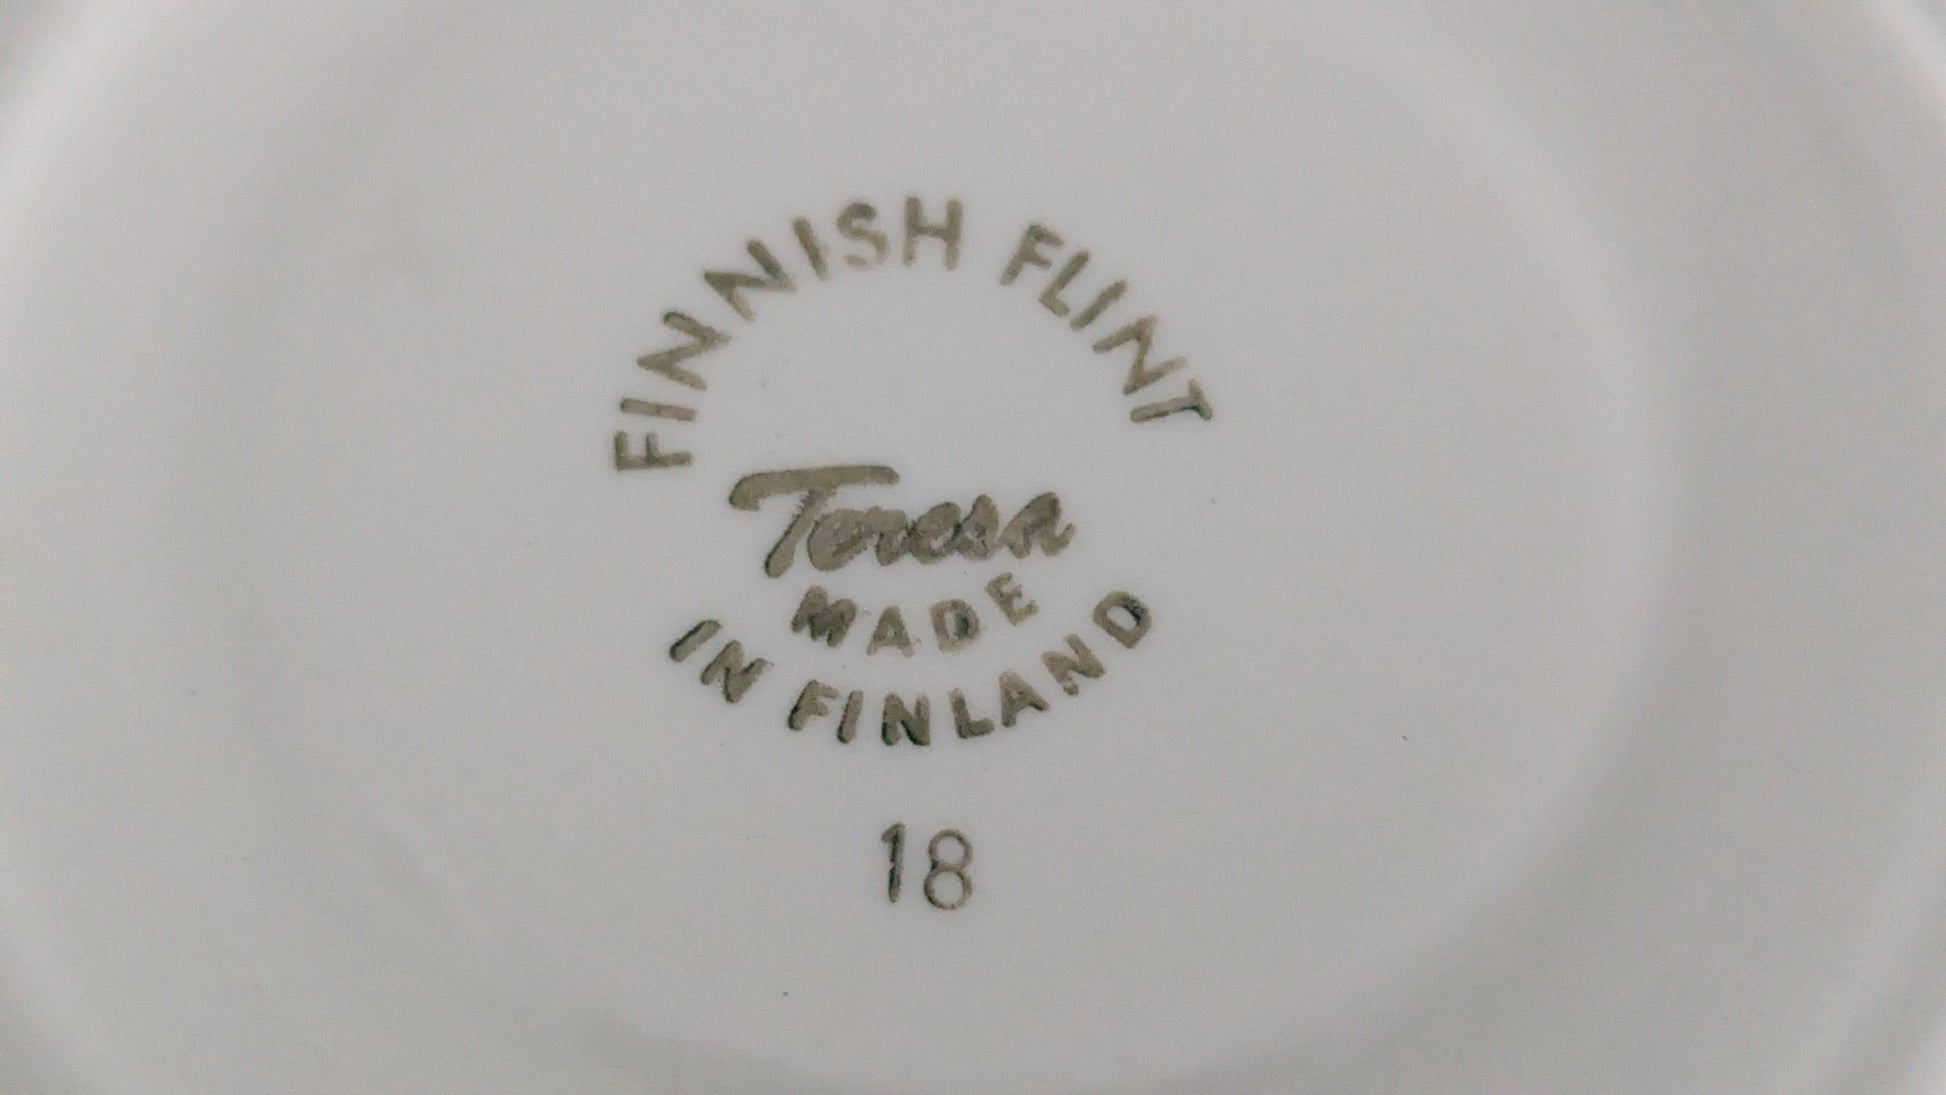 FINNISH FLINT
Teresa
MADE
IN FINLAND
18